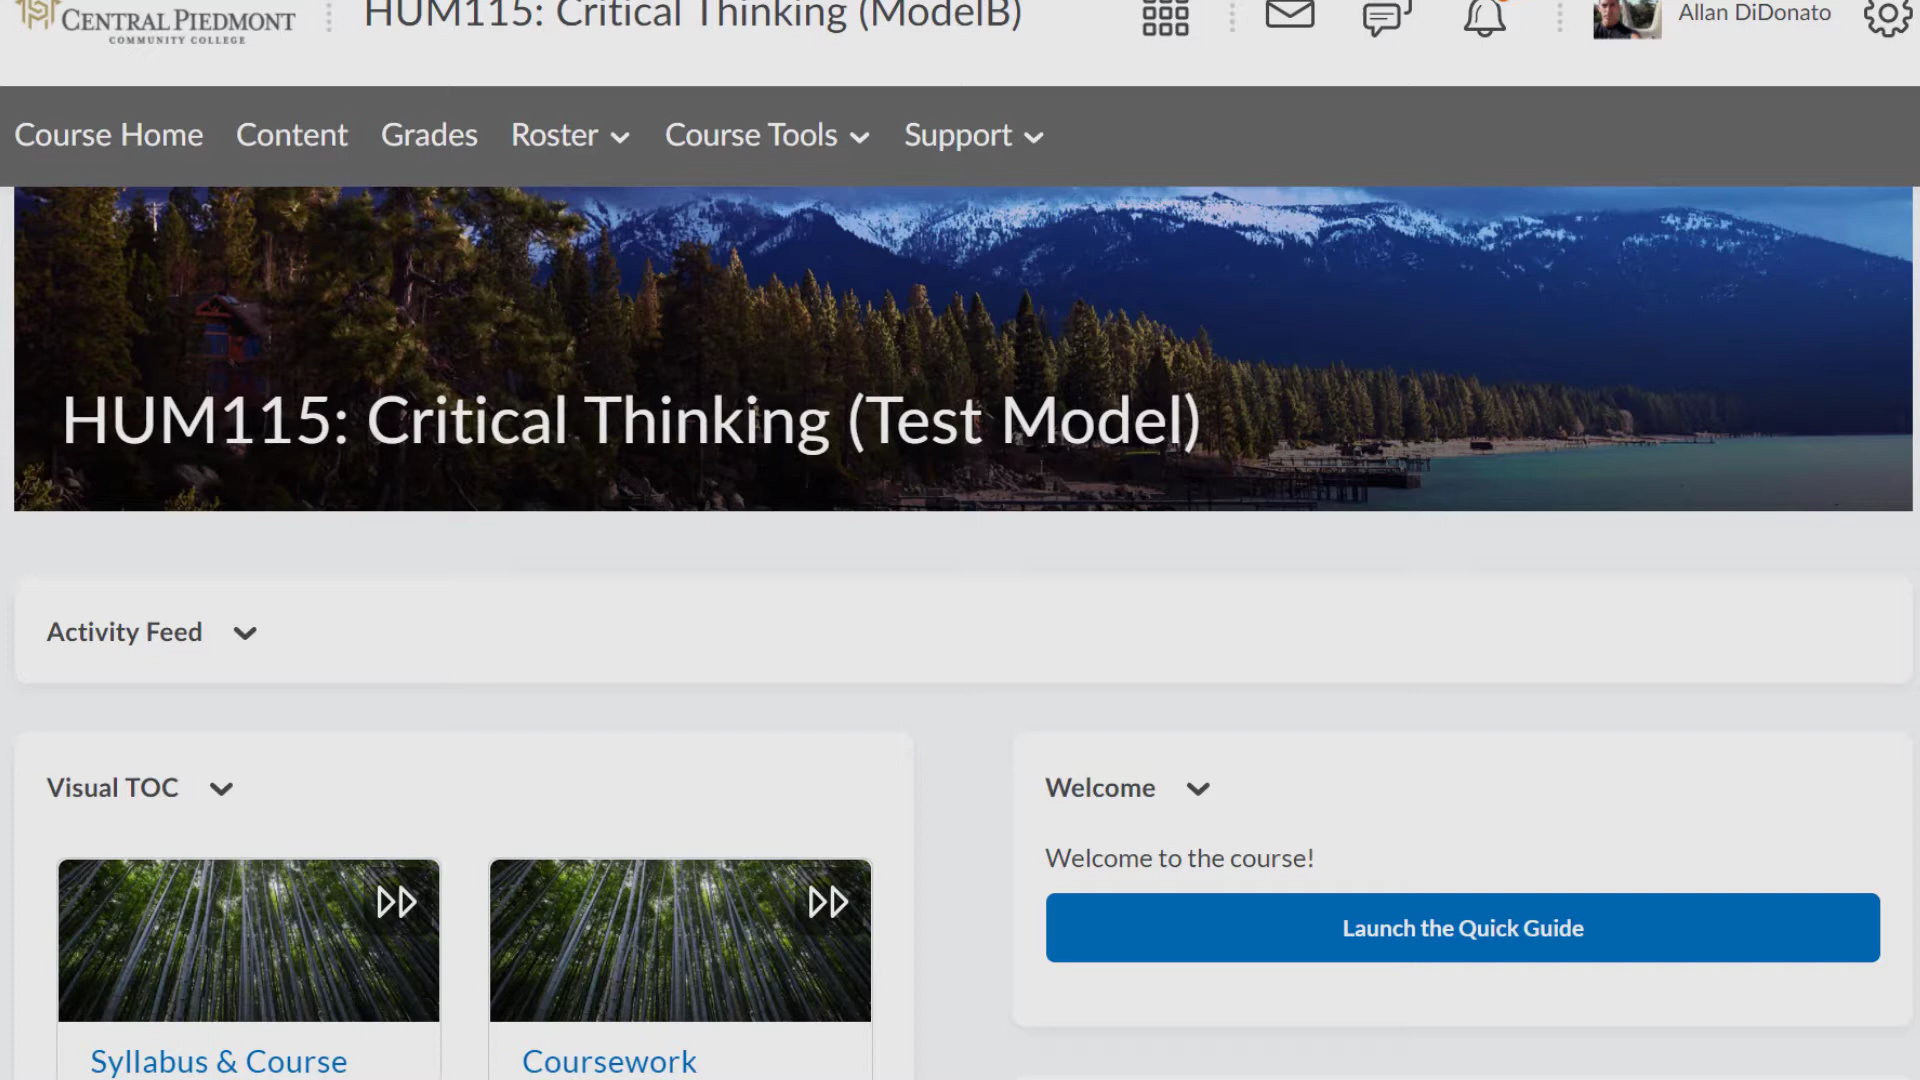 CENTRAL PIEDMONT
COMMUNITY COLLEGE
HUM115: Critical Thinking (ModelB)
Allan DiDonato
Course Home Content Grades Roster Course Tools Support
HUM115: Critical Thinking (Test Model)
Activity Feed
Visual TOC
Syllabus & Course
Coursework
Welcome
Welcome to the course!
Launch the Quick Guide